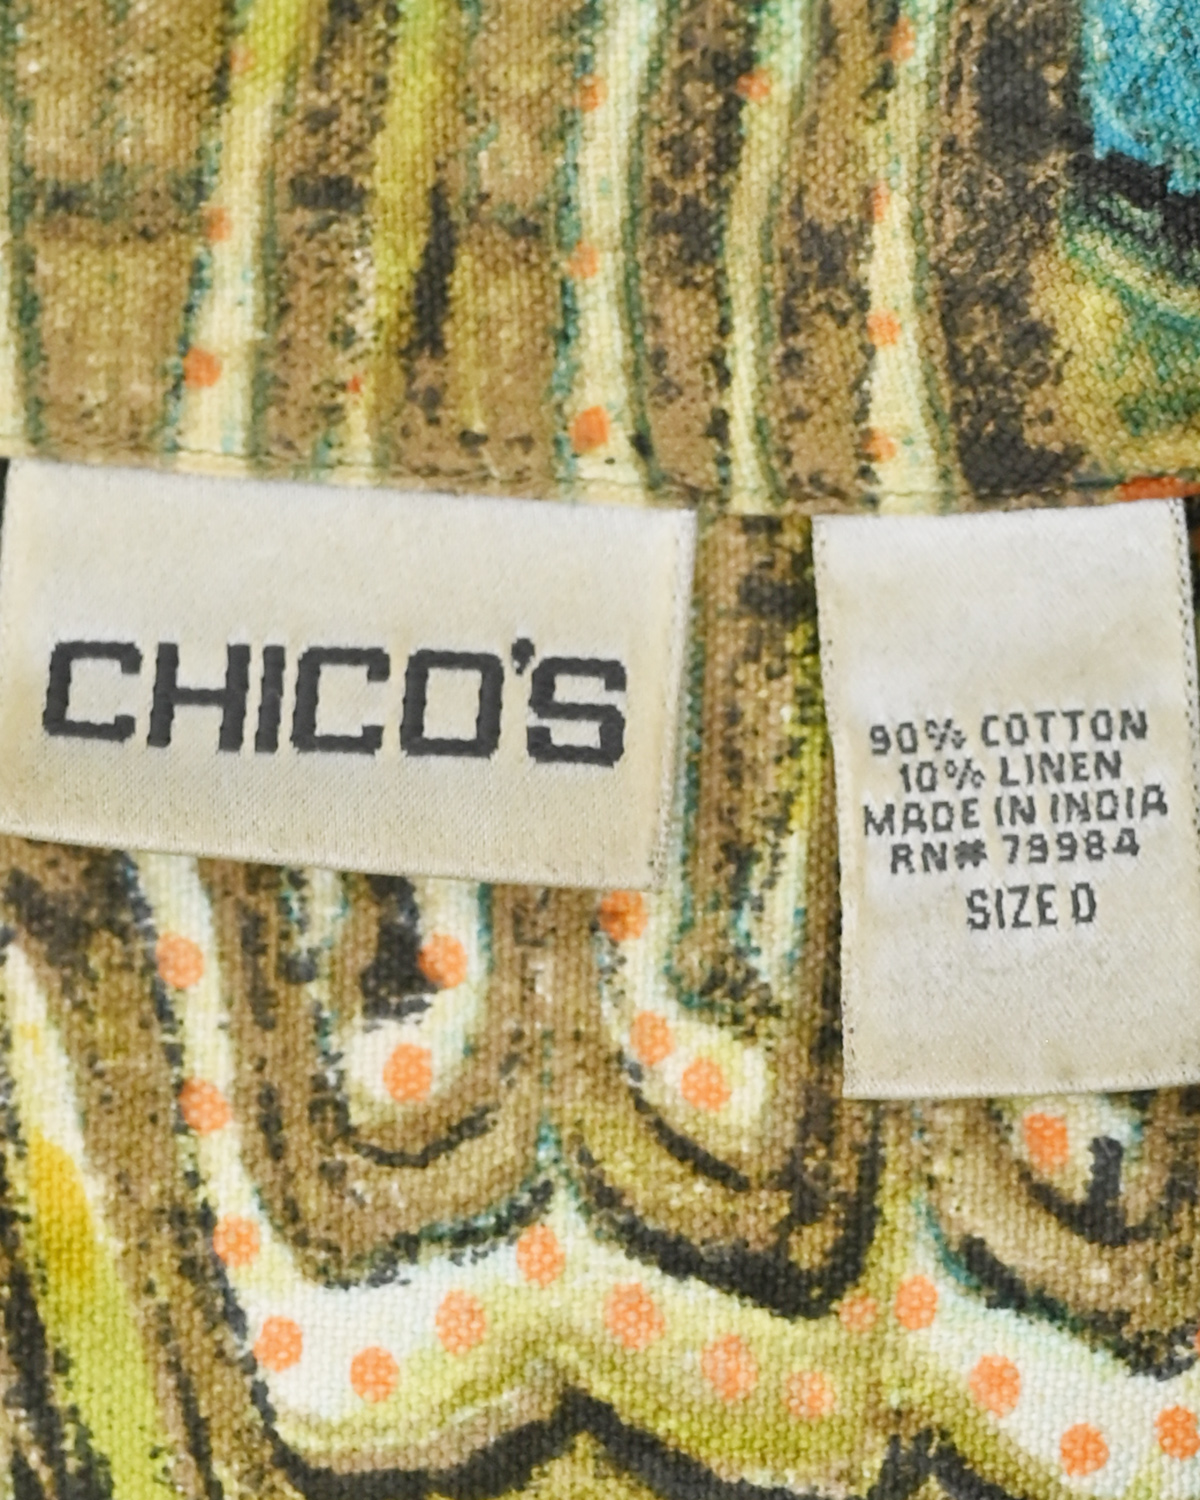 CHICO'S
90% COTTON
10% LINEN
MADE IN INDIA
RN# 79984
SIZE 0